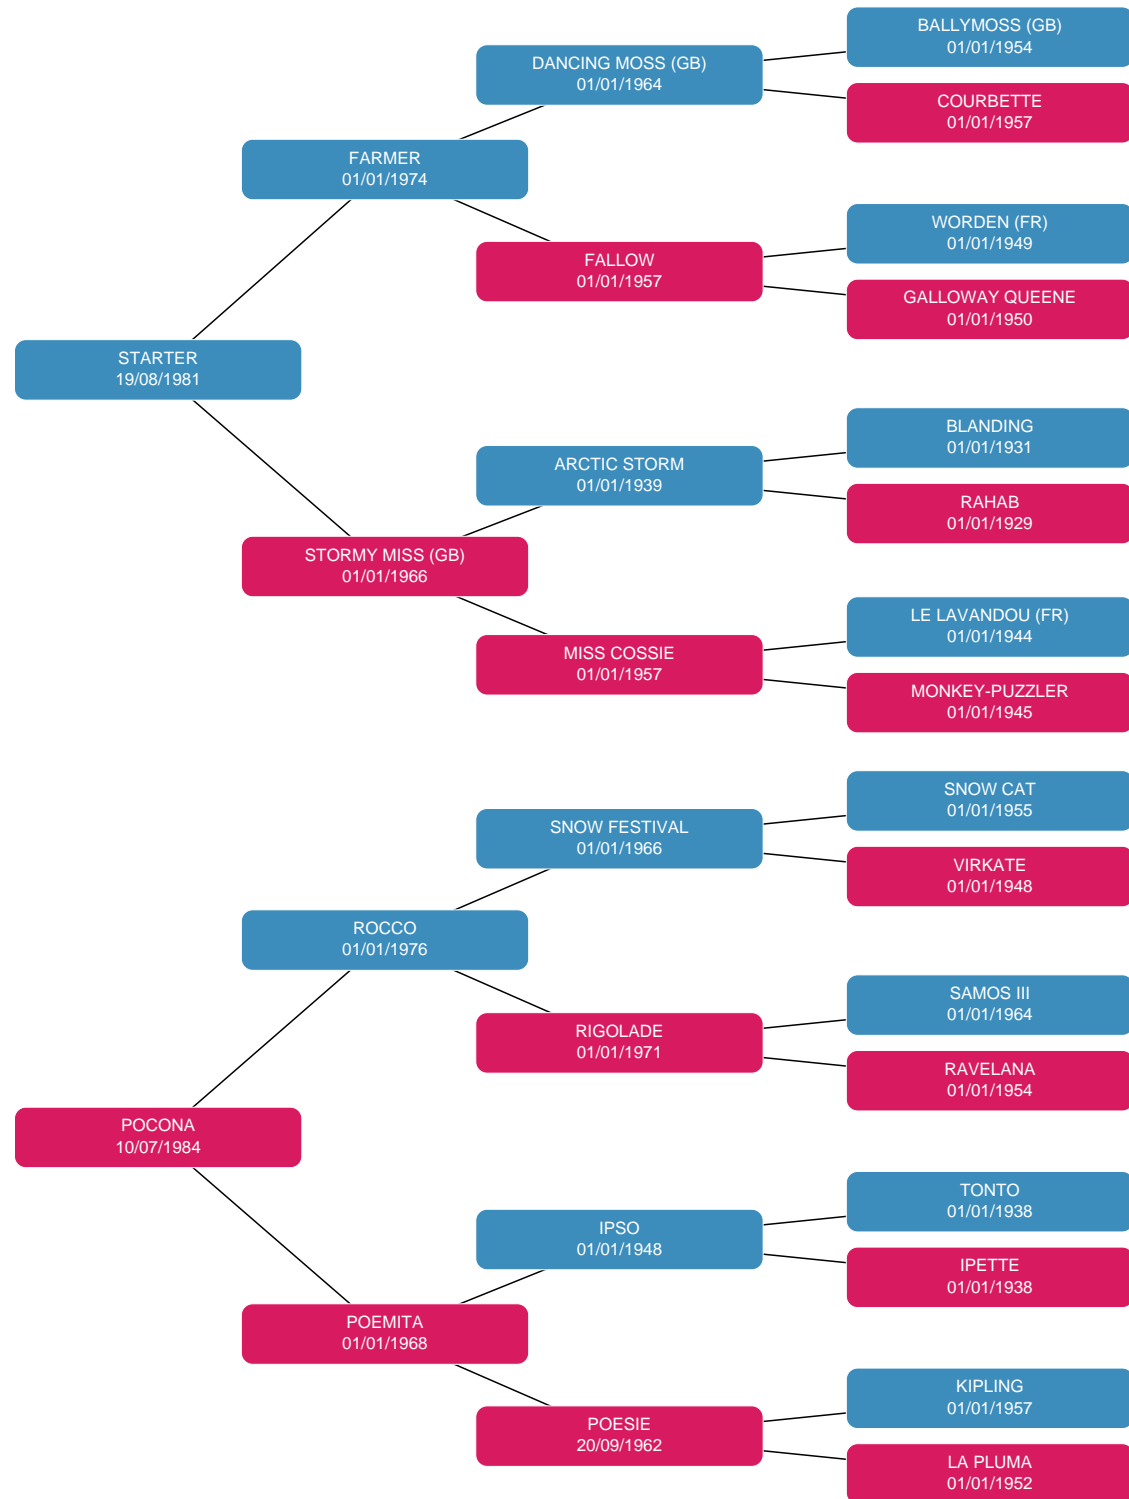 BALLYMOSS (GB)
01/01/1954
DANCING MOSS (GB)
01/01/1964
COURBETTE
01/01/1957
FARMER
01/01/1974
WORDEN (FR)
01/01/1949
FALLOW
01/01/1957
GALLOWAY QUEENE
01/01/1950
STARTER
19/08/1981
BLANDING
01/01/1931
ARCTIC STORM
01/01/1939
RAHAB
01/01/1929
STORMY MISS (GB)
01/01/1966
LE LAVANDOU (FR)
01/01/1944
MISS COSSIE
01/01/1957
MONKEY-PUZZLER
01/01/1945
SNOW CAT
01/01/1955
SNOW FESTIVAL
01/01/1966
VIRKATE
01/01/1948
ROCCO
01/01/1976
SAMOS III
01/01/1964
RIGOLADE
01/01/1971
RAVELANA
01/01/1954
POCONA
10/07/1984
TONTO
01/01/1938
IPSO
01/01/1948
IPETTE
01/01/1938
POEMITA
01/01/1968
KIPLING
01/01/1957
POESIE
20/09/1962
LA PLUMA
01/01/1952